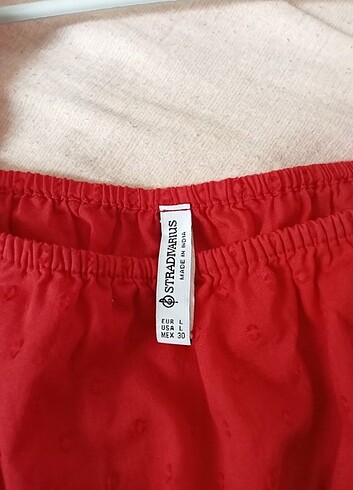 STRADIVARIUS
MADE IN INDIA
EUR L
USA L
MEX 30